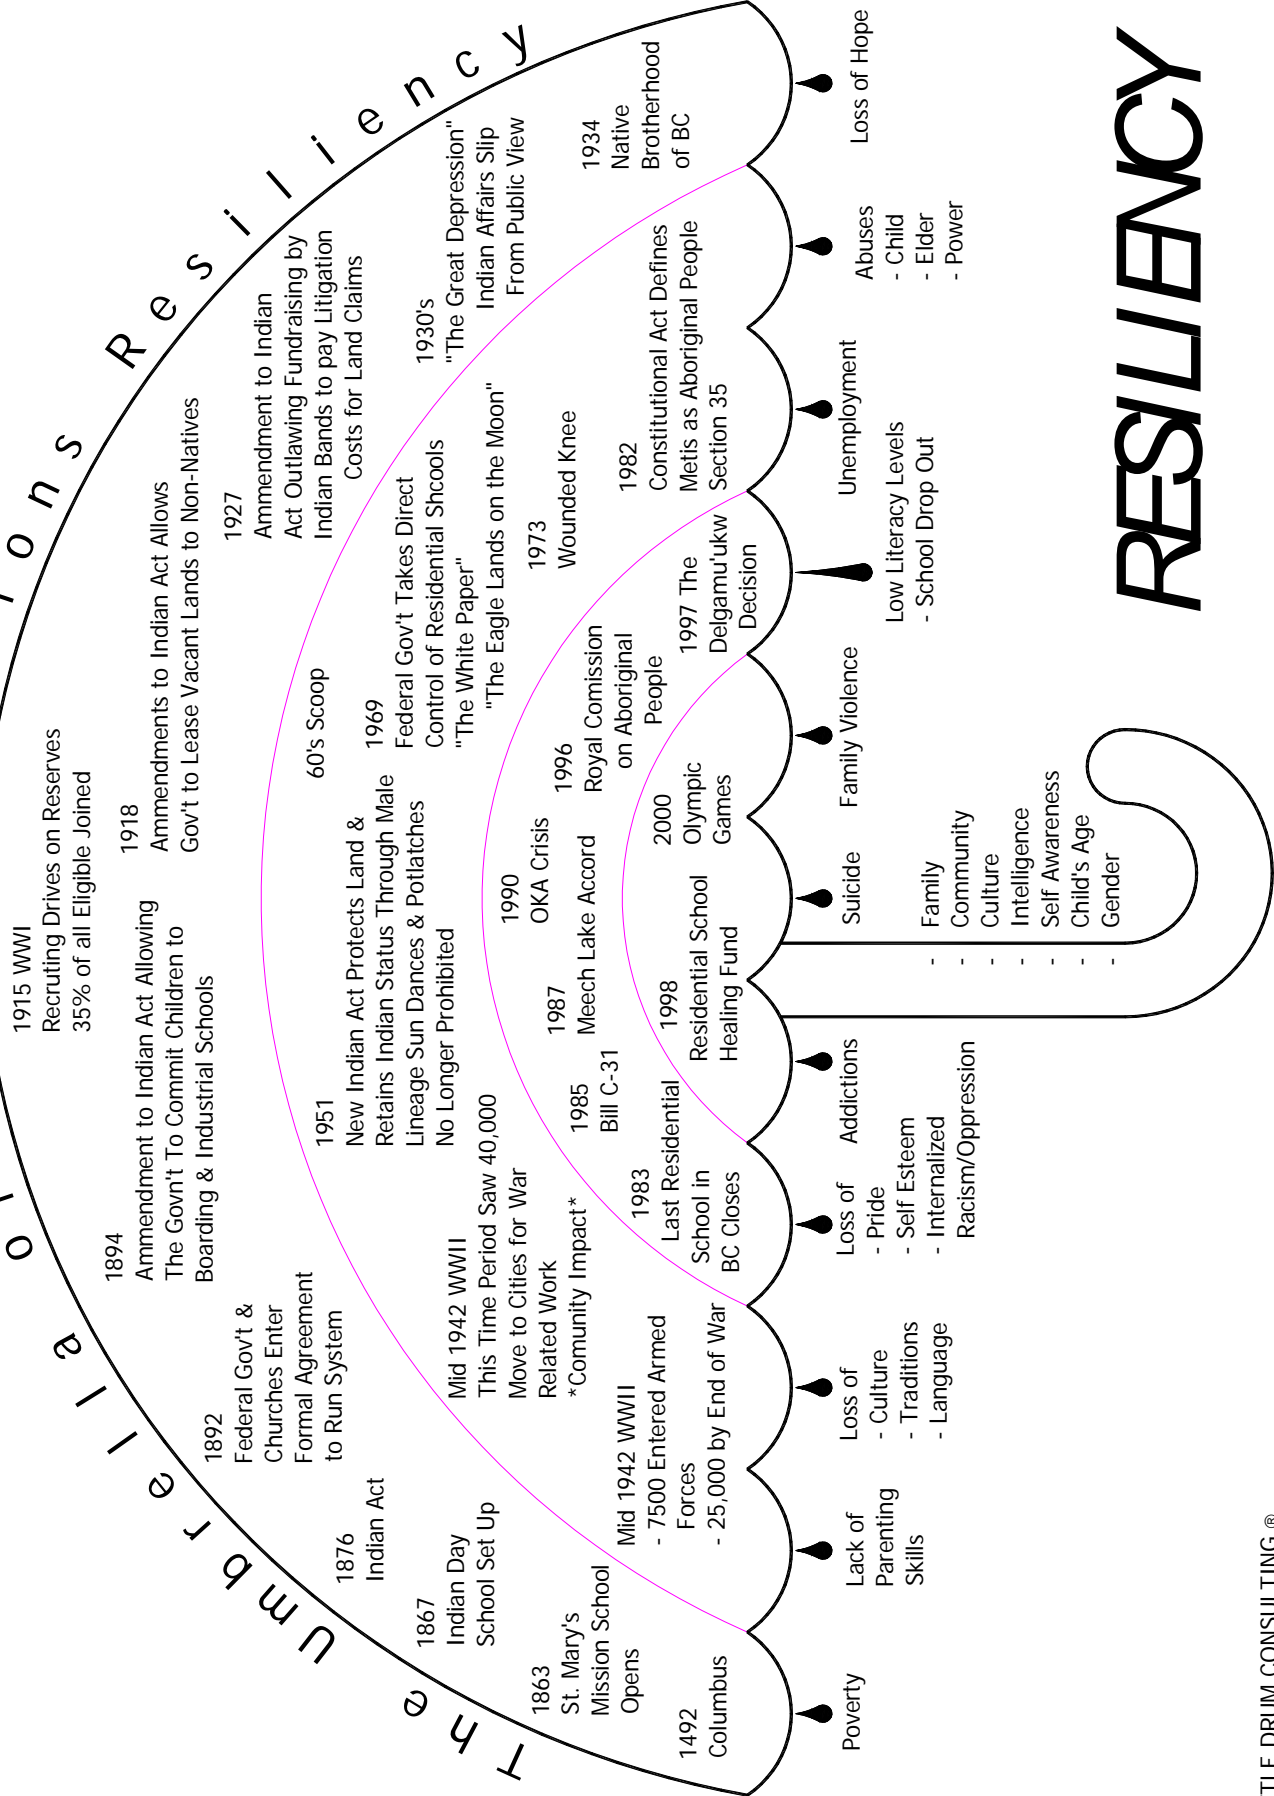 The Umbrella of
ions Resiliency
1492
Columbus
1863
St. Mary's
Mission School
Opens
1867
Indian Day
School Set Up
1876
Indian Act
1892
Federal Gov't &
Churches Enter
Formal Agreement
to Run System
1894
Ammendment to Indian Act Allowing
The Govn't To Commit Children to
Boarding & Industrial Schools
1915 WWI
Recruting Drives on Reserves
35% of all Eligible Joined
1918
Ammendments to Indian Act Allows
Gov't to Lease Vacant Lands to Non-Natives
1927
Ammendment to Indian
Act Outlawing Fundraising by
Indian Bands to pay Litigation
Costs for Land Claims
1930's
"The Great Depression"
Indian Affairs Slip
From Public View
1934
Native
Brotherhood
of BC
Mid 1942 WWII
- 7500 Entered Armed
Forces
- 25,000 by End of War
Mid 1942 WWII
This Time Period Saw 40,000
Move to Cities for War
Related Work
*Comunity Impact*
1951
New Indian Act Protects Land &
Retains Indian Status Through Male
Lineage Sun Dances & Potlatches
No Longer Prohibited
60's Scoop
1969
Federal Gov't Takes Direct
Control of Residential Shcools
"The White Paper"
"The Eagle Lands on the Moon"
1973
Wounded Knee
1982
Constitutional Act Defines
Metis as Aboriginal People
Section 35
1983
Last Residential
School in
BC Closes
1985
Bill C-31
1987
Meech Lake Accord
1990
OKA Crisis
1996
Royal Comission
on Aboriginal
People
1997 The
Delgamu'ukw
Decision
1998
Residential School
Healing Fund
2000
Olympic
Games
Poverty
Lack of
Parenting
Skills
Loss of
- Culture
- Traditions
- Language
Loss of
- Pride
- Self Esteem
- Internalized
Racism/Oppression
Addictions
Suicide
Family Violence
Low Literacy Levels
- School Drop Out
Unemployment
Abuses
- Child
- Elder
- Power
Loss of Hope
- Family
- Community
- Culture
- Intelligence
- Self Awareness
- Child's Age
- Gender
RESILIENCY
TLE DRUM CONSULTING ®